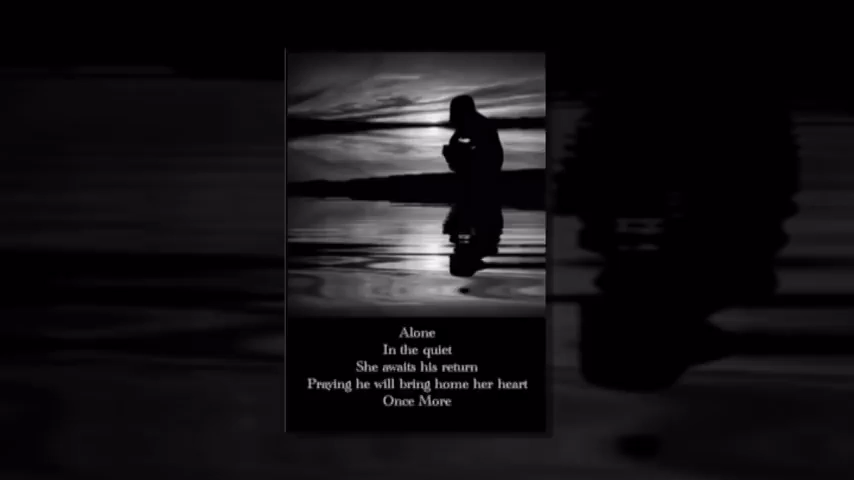 Alone
In the quiet
She awaits his return
Praying he will bring home her heart
Once More